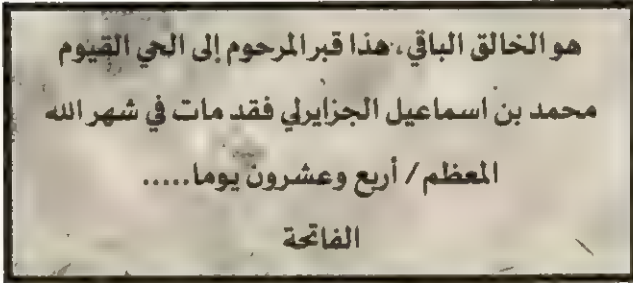 هو الخالق الباقي، هذا قبر المرحوم إلى الحي القيوم
محمد بن اسماعيل الجزايرلي فقد مات في شهر الله
المعظم / أربع وعشرون يوما.....
الفاتحة